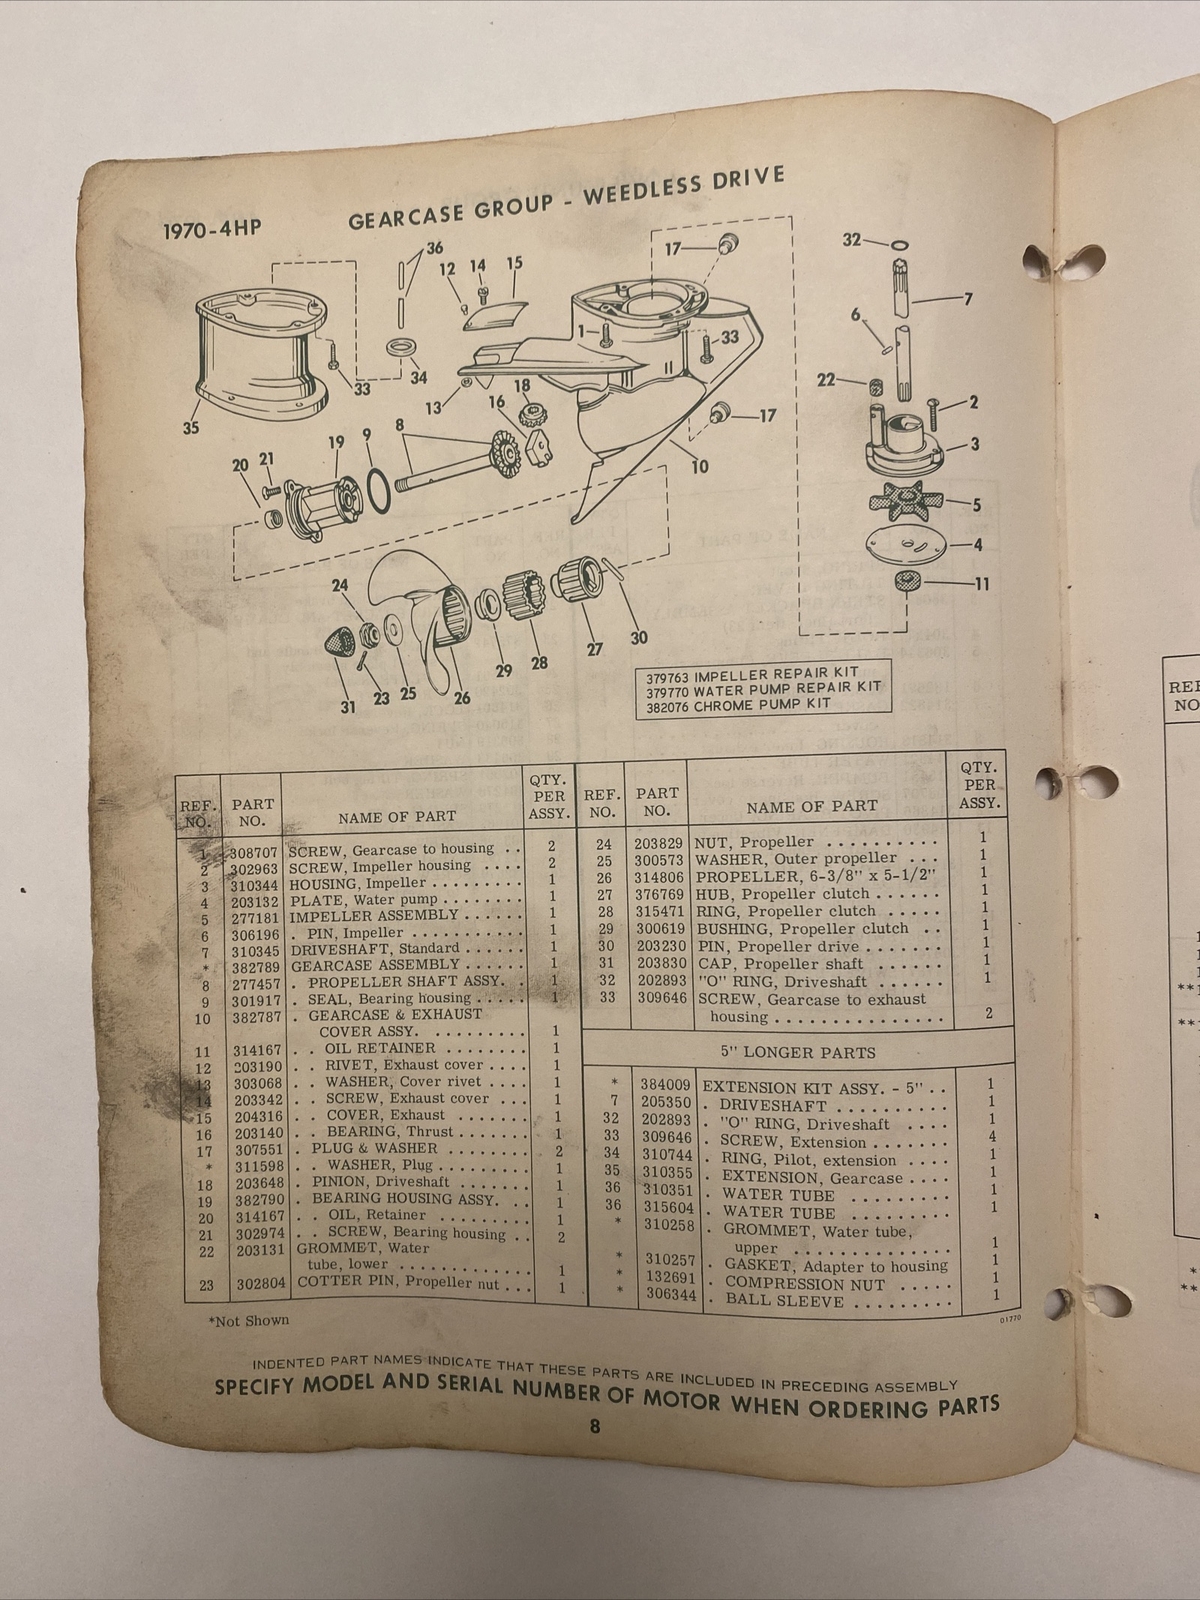 1970-4HP
GEARCASE GROUP - WEEDLESS DRIVE
36
12 14 15
17
32
7
1
33
6
33
34
13
18
16
22
2
35
8
17
3
19 9
10
20 21
5
4
11
24
30
27
28
29
31 23 25 26
379763 IMPELLER REPAIR KIT
379770 WATER PUMP REPAIR KIT
382076 CHROME PUMP KIT
REF. NO. PART NO. NAME OF PART QTY. PER ASSY.
1 308707 SCREW, Gearcase to housing . . 2
2 302963 SCREW, Impeller housing . . . . 2
3 310344 HOUSING, Impeller . . . . . . . . 1
4 203132 PLATE, Water pump . . . . . . . . 1
5 277181 IMPELLER ASSEMBLY . . . . . . 1
6 306196 . PIN, Impeller . . . . . . . . . . . 1
7 310345 DRIVESHAFT, Standard . . . . . . 1
* 382789 GEARCASE ASSEMBLY . . . . . . 1
8 277457 . PROPELLER SHAFT ASSY. . 1
9 301917 . SEAL, Bearing housing . . . . . 1
10 382787 . GEARCASE & EXHAUST
COVER ASSY. . . . . . . . . . 1
11 314167 . . OIL RETAINER . . . . . . . . 1
12 203190 . . RIVET, Exhaust cover . . . . 1
13 303068 . . WASHER, Cover rivet . . . . 1
14 203342 . . SCREW, Exhaust cover . . . 1
15 204316 . . COVER, Exhaust . . . . . . . 1
16 203140 . . BEARING, Thrust . . . . . . . 1
17 307551 . PLUG & WASHER . . . . . . . . 2
* 311598 . . WASHER, Plug . . . . . . . . . 1
18 203648 . PINION, Driveshaft . . . . . . . 1
19 382790 . BEARING HOUSING ASSY. . . 1
20 314167 . . OIL, Retainer . . . . . . . . . 1
21 302974 . . SCREW, Bearing housing . . 2
22 203131 GROMMET, Water
tube, lower . . . . . . . . . . . . . 1
23 302804 COTTER PIN, Propeller nut . . . 1
REF. NO. PART NO. NAME OF PART QTY. PER ASSY.
24 203829 NUT, Propeller . . . . . . . . . . 1
25 300573 WASHER, Outer propeller . . . 1
26 314806 PROPELLER, 6-3/8" x 5-1/2" 1
27 376769 HUB, Propeller clutch . . . . . . 1
28 315471 RING, Propeller clutch . . . . . 1
29 300619 BUSHING, Propeller clutch . . 1
30 203230 PIN, Propeller drive . . . . . . . 1
31 203830 CAP, Propeller shaft . . . . . . 1
32 202893 "O" RING, Driveshaft . . . . . . 1
33 309646 SCREW, Gearcase to exhaust
housing . . . . . . . . . . . . . . . 2
5" LONGER PARTS
* 384009 EXTENSION KIT ASSY. - 5" . . 1
7 205350 . DRIVESHAFT . . . . . . . . . . 1
32 202893 . "O" RING, Driveshaft . . . . 1
33 309646 . SCREW, Extension . . . . . . . 4
34 310744 . RING, Pilot, extension . . . . 1
35 310355 . EXTENSION, Gearcase . . . . 1
36 310351 . WATER TUBE . . . . . . . . . 1
36 315604 . WATER TUBE . . . . . . . . . 1
* 310258 . GROMMET, Water tube,
upper . . . . . . . . . . . . . . 1
* 310257 . GASKET, Adapter to housing 1
* 132691 . COMPRESSION NUT . . . . . 1
* 306344 . BALL SLEEVE . . . . . . . . . 1
*Not Shown
01770
INDENTED PART NAMES INDICATE THAT THESE PARTS ARE INCLUDED IN PRECEDING ASSEMBLY
SPECIFY MODEL AND SERIAL NUMBER OF MOTOR WHEN ORDERING PARTS
8